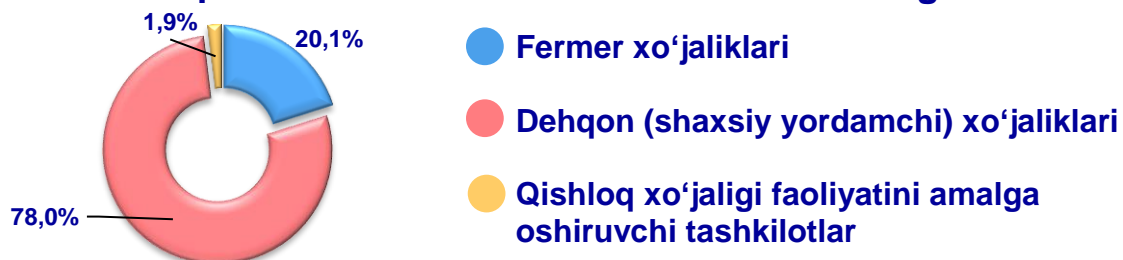 1,9%
20,1%
Fermer xo‘jaliklari
Dehqon (shaxsiy yordamchi) xo‘jaliklari
78,0%
Qishloq xo‘jaligi faoliyatini amalga
oshiruvchi tashkilotlar